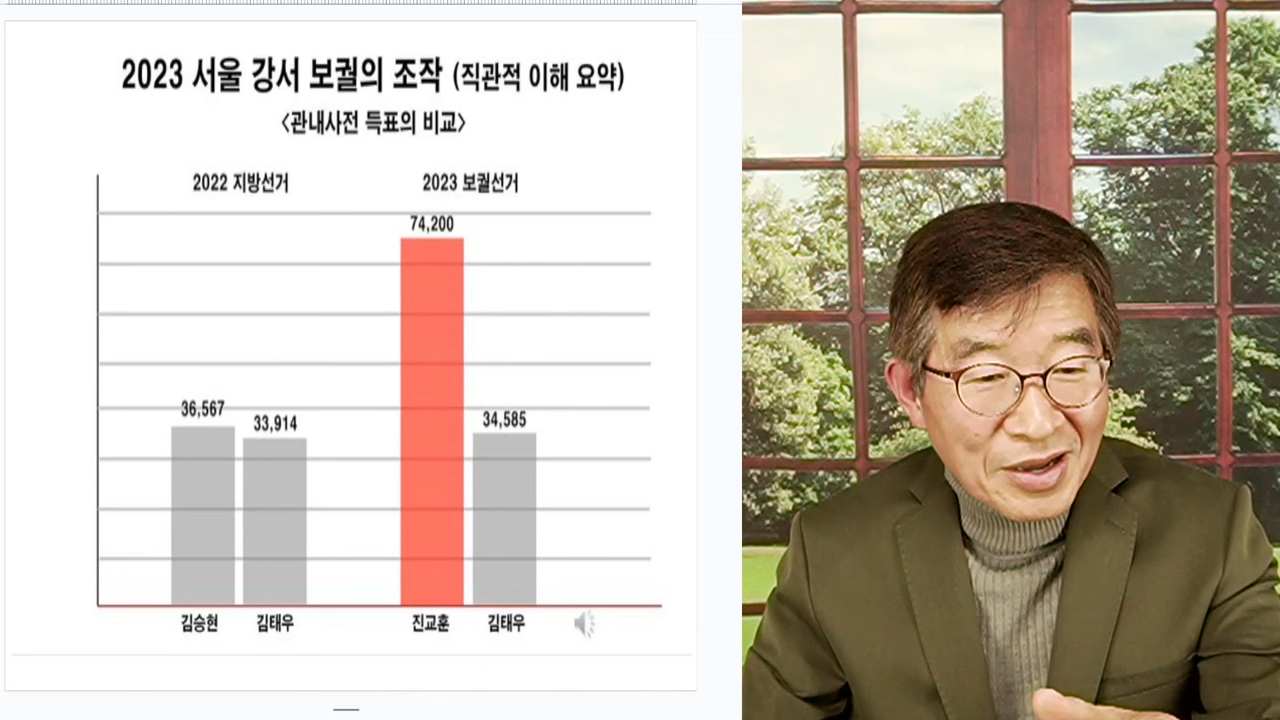 2023 서울 강서 보궐의 조작 (직관적 이해 요약)
<관내사전 득표의 비교>
2022 지방선거 2023 보궐선거
74,200
36,567 33,914 34,585
김승현 김태우 진교훈 김태우